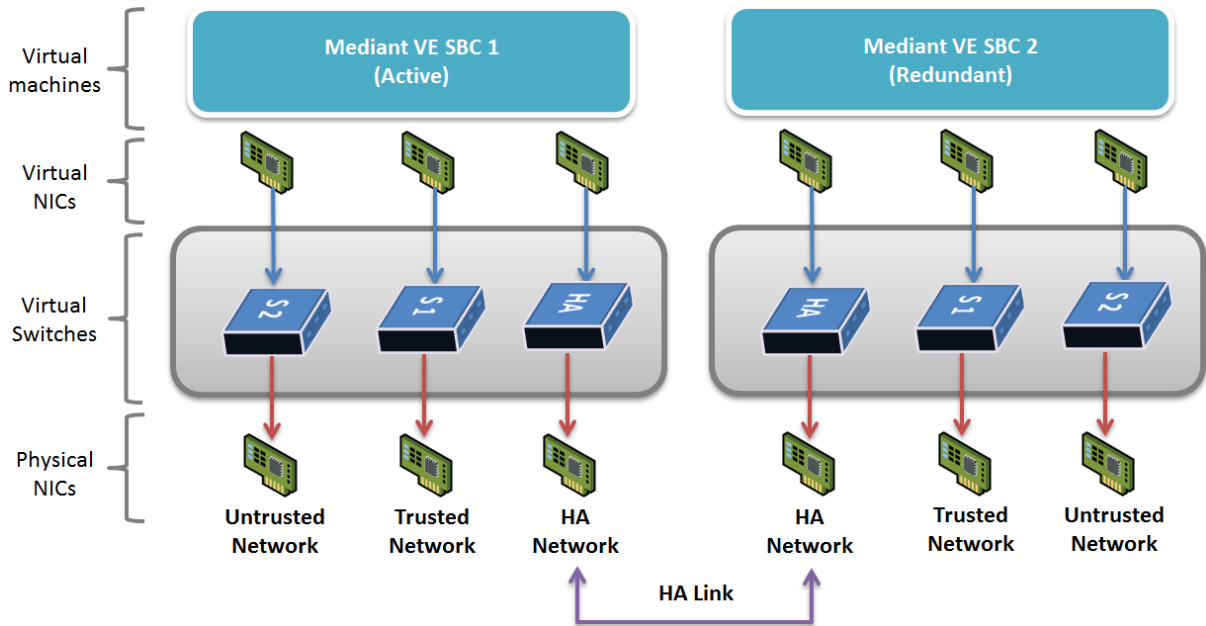 Virtual
machines
Mediant VE SBC 1
(Active)
Mediant VE SBC 2
(Redundant)
Virtual
NICs
Virtual
Switches
S2
S1
HA
HA
S1
S2
Physical
NICs
Untrusted
Network
Trusted
Network
HA
Network
HA
Network
Trusted
Network
Untrusted
Network
HA Link